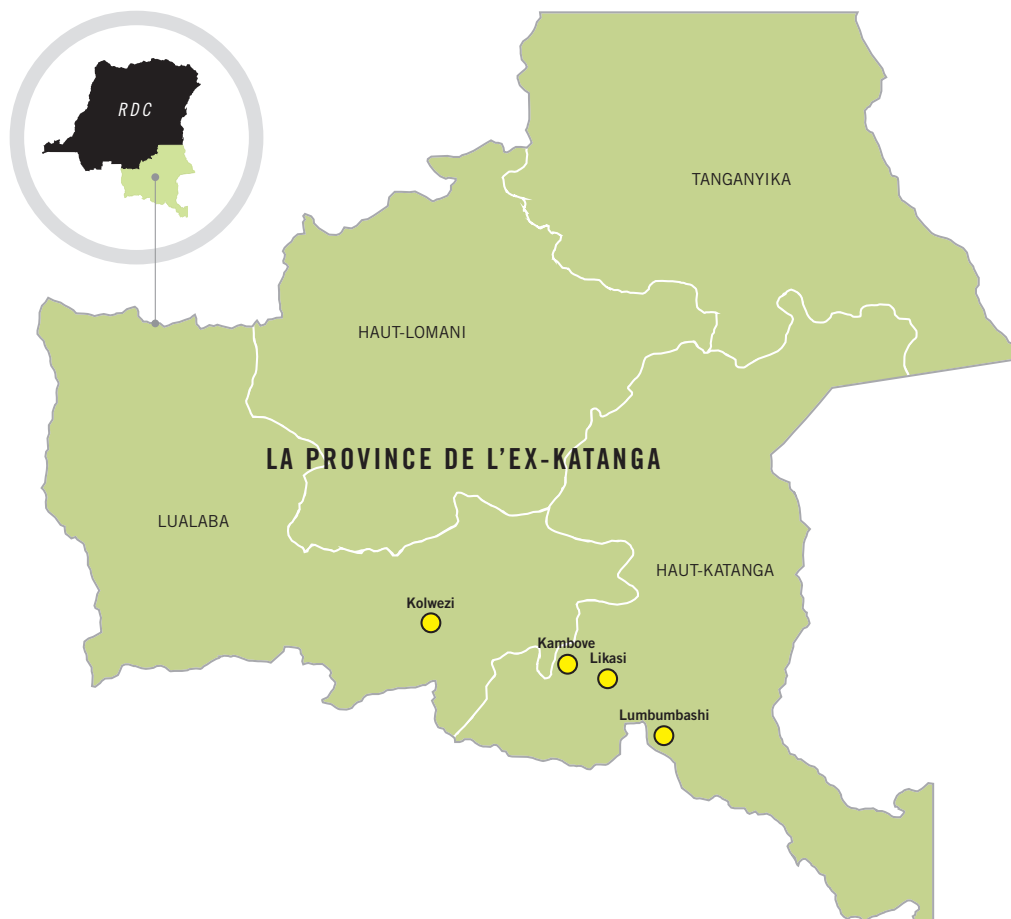 RDC
TANGANYIKA
HAUT-LOMANI
LA PROVINCE DE L'EX-KATANGA
LUALABA
HAUT-KATANGA
Kolwezi
Kambove
Likasi
Lumbumbashi